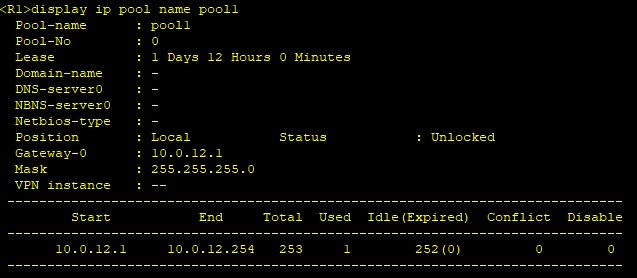 <R1>display ip pool name pool1
Pool-name : pool1
Pool-No : 0
Lease : 1 Days 12 Hours 0 Minutes
Domain-name : -
DNS-server0 : -
NBNS-server0 : -
Netbios-type : -
Position : Local Status : Unlocked
Gateway-0 : 10.0.12.1
Mask : 255.255.255.0
VPN instance : --
-----------------------------------------------------------------------------
Start End Total Used Idle(Expired) Conflict Disable
-----------------------------------------------------------------------------
10.0.12.1 10.0.12.254 253 1 252(0) 0 0
-----------------------------------------------------------------------------